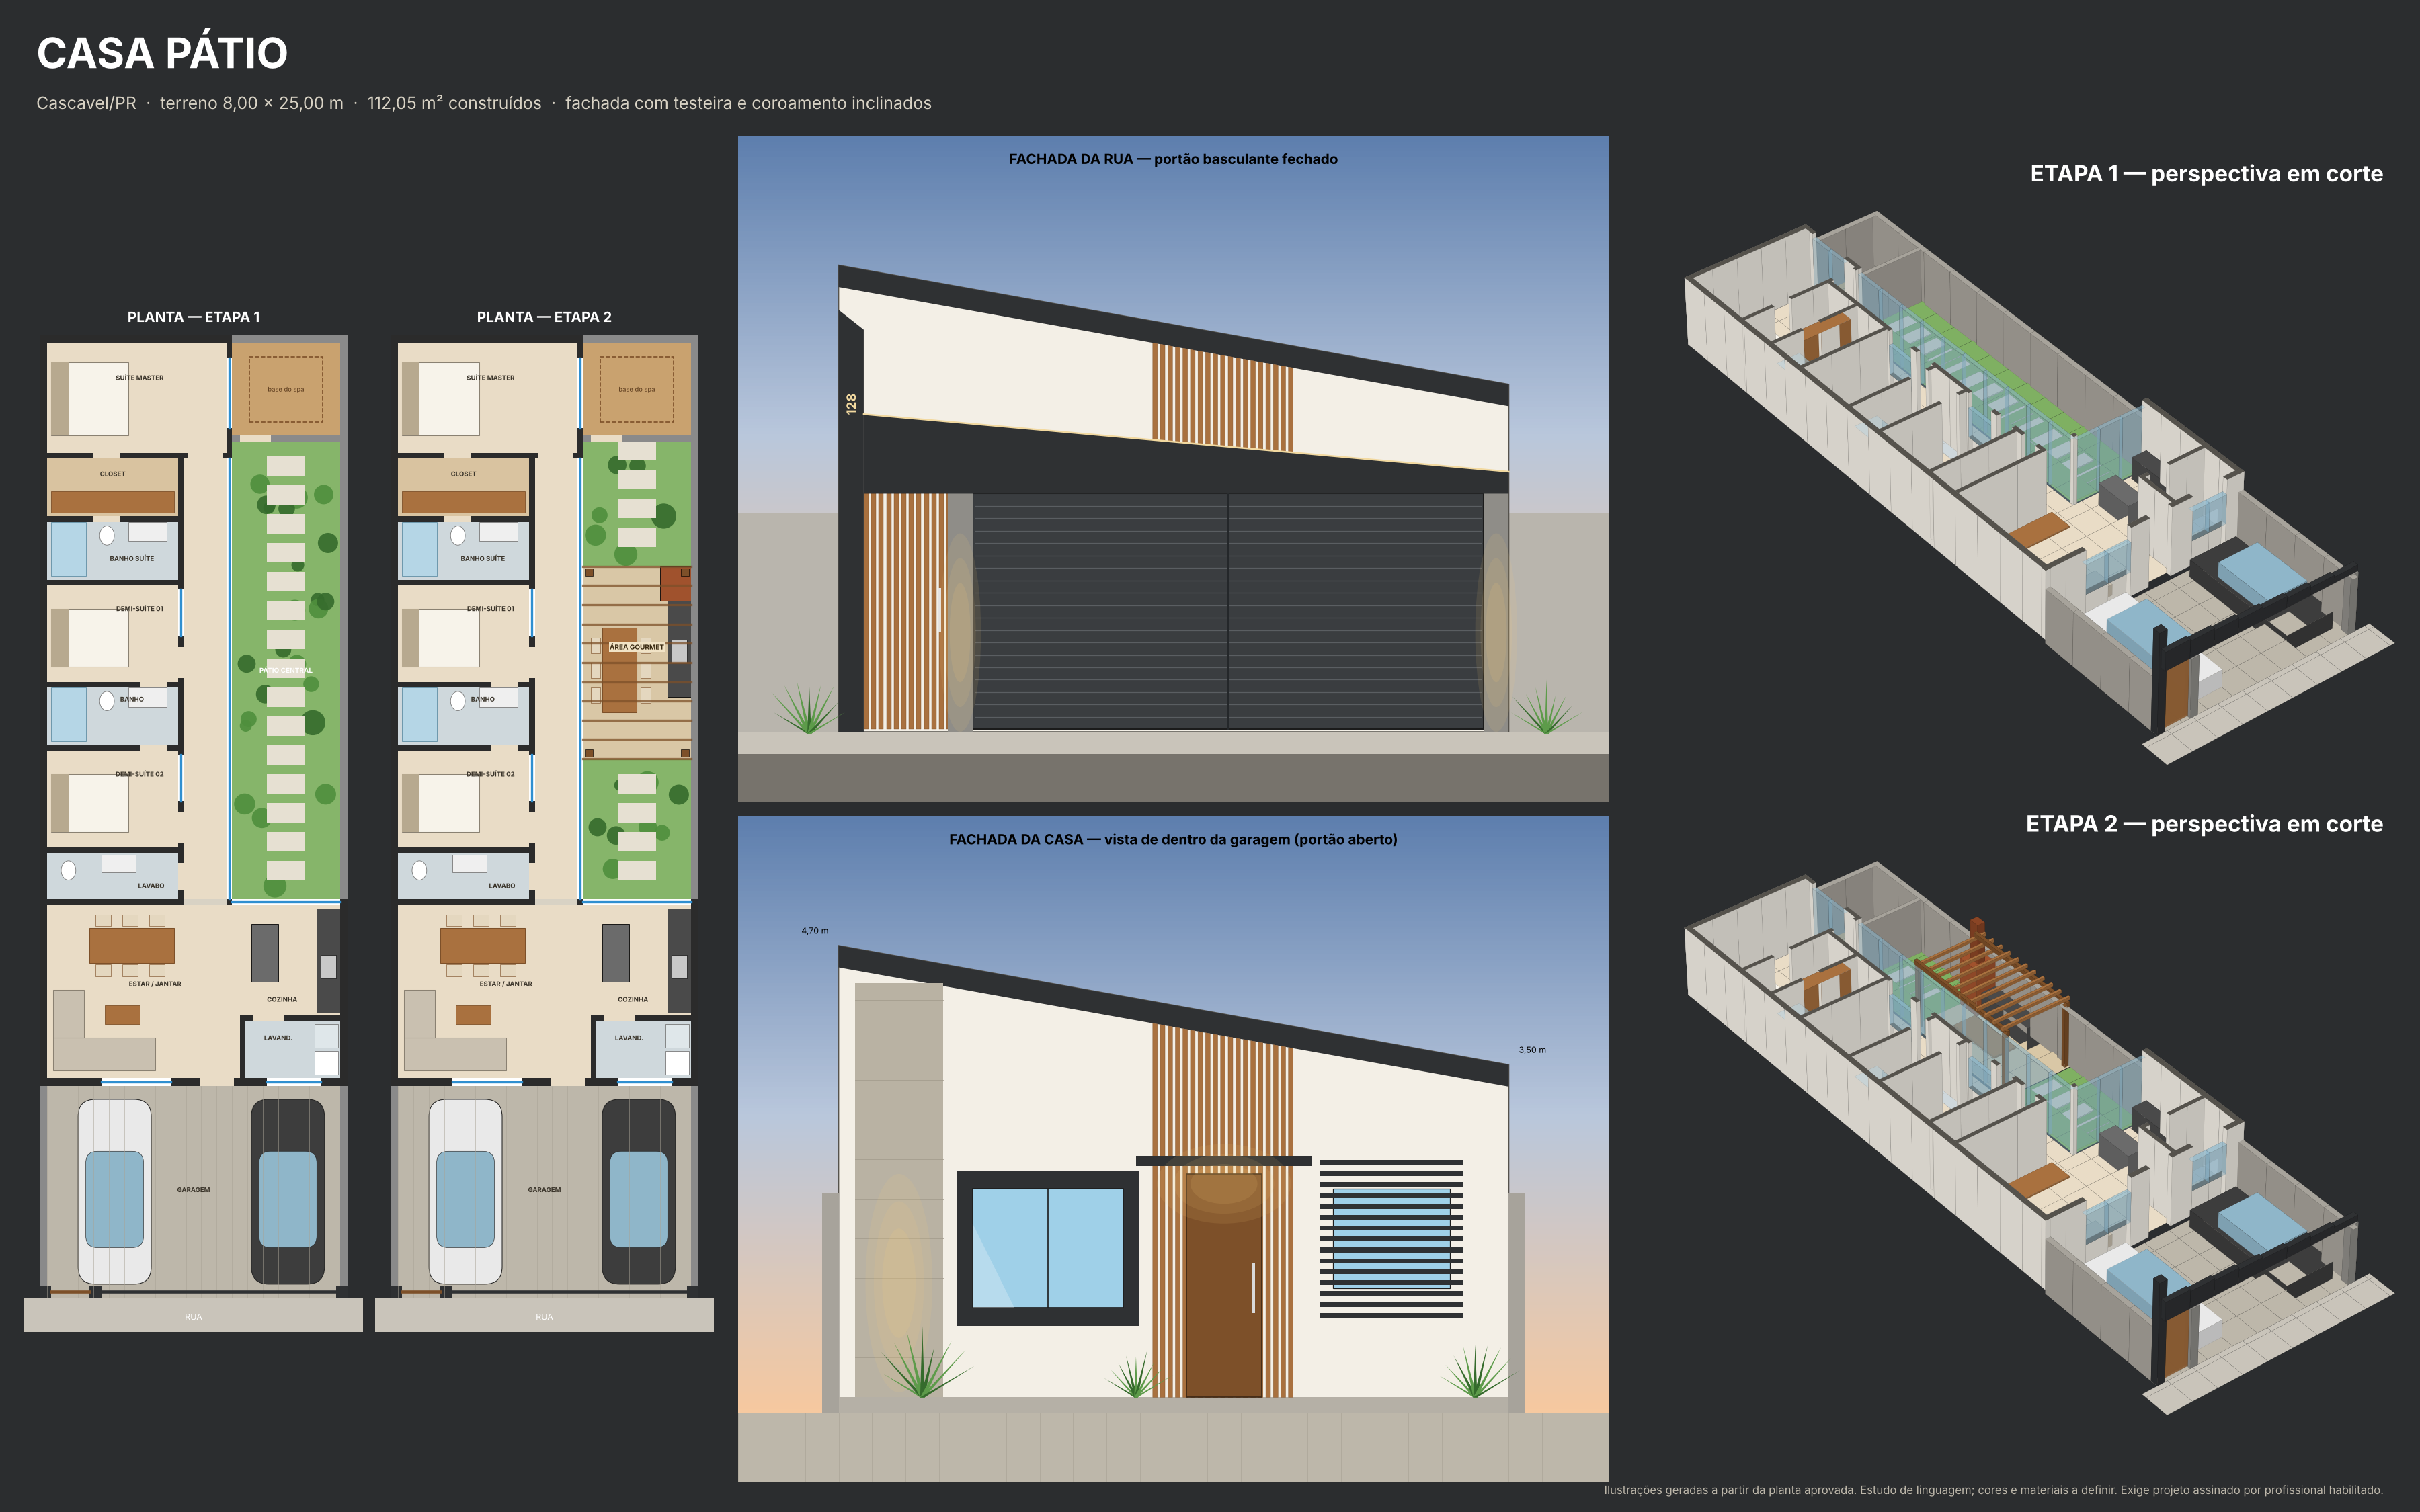 CASA PÁTIO
Cascavel/PR · terreno 8,00 × 25,00 m · 112,05 m² construídos · fachada com testeira e coroamento inclinados
PLANTA — ETAPA 1
SUÍTE MASTER
base do spa
CLOSET
BANHO SUÍTE
DEMI-SUÍTE 01
PÁTIO CENTRAL
BANHO
DEMI-SUÍTE 02
LAVABO
ESTAR / JANTAR
COZINHA
LAVAND.
GARAGEM
RUA
PLANTA — ETAPA 2
SUÍTE MASTER
base do spa
CLOSET
BANHO SUÍTE
DEMI-SUÍTE 01
ÁREA GOURMET
BANHO
DEMI-SUÍTE 02
LAVABO
ESTAR / JANTAR
COZINHA
LAVAND.
GARAGEM
RUA
FACHADA DA RUA — portão basculante fechado
128
FACHADA DA CASA — vista de dentro da garagem (portão aberto)
4,70 m
3,50 m
ETAPA 1 — perspectiva em corte
ETAPA 2 — perspectiva em corte
Ilustrações geradas a partir da planta aprovada. Estudo de linguagem; cores e materiais a definir. Exige projeto assinado por profissional habilitado.